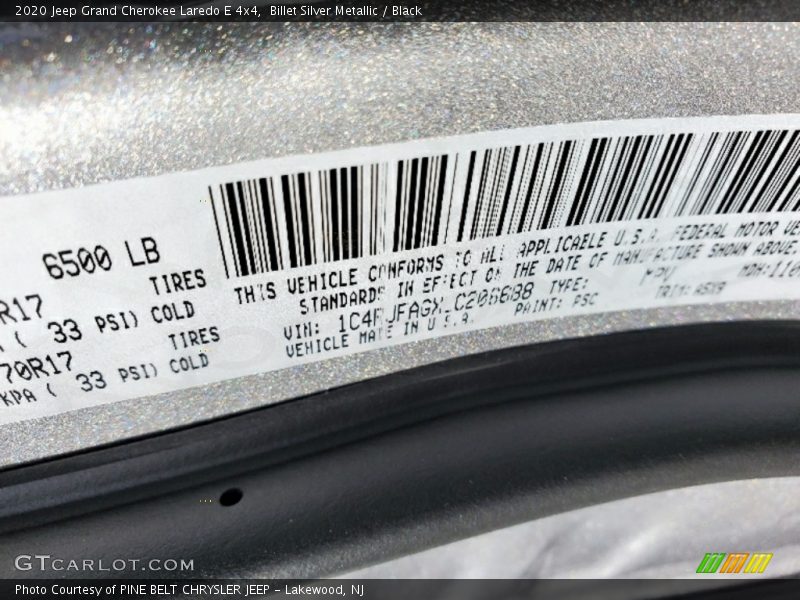 2020 Jeep Grand Cherokee Laredo E 4x4,  Billet Silver Metallic / Black
6500 LB
R17 TIRES
( 33 PSI) COLD
70R17 TIRES
KPA ( 33 PSI) COLD
THIS VEHICLE CONFORMS TO ALL APPLICABLE U.S.A. FEDERAL MOTOR VE
STANDARDS IN EFFECT ON THE DATE OF MANUFACTURE SHOWN ABOVE.
VIN: TYPE: MPV
VEHICLE MADE IN U.S.A. PAINT: PSC TRIM:
GTCARLOT.COM
Photo Courtesy of PINE BELT CHRYSLER JEEP – Lakewood, NJ